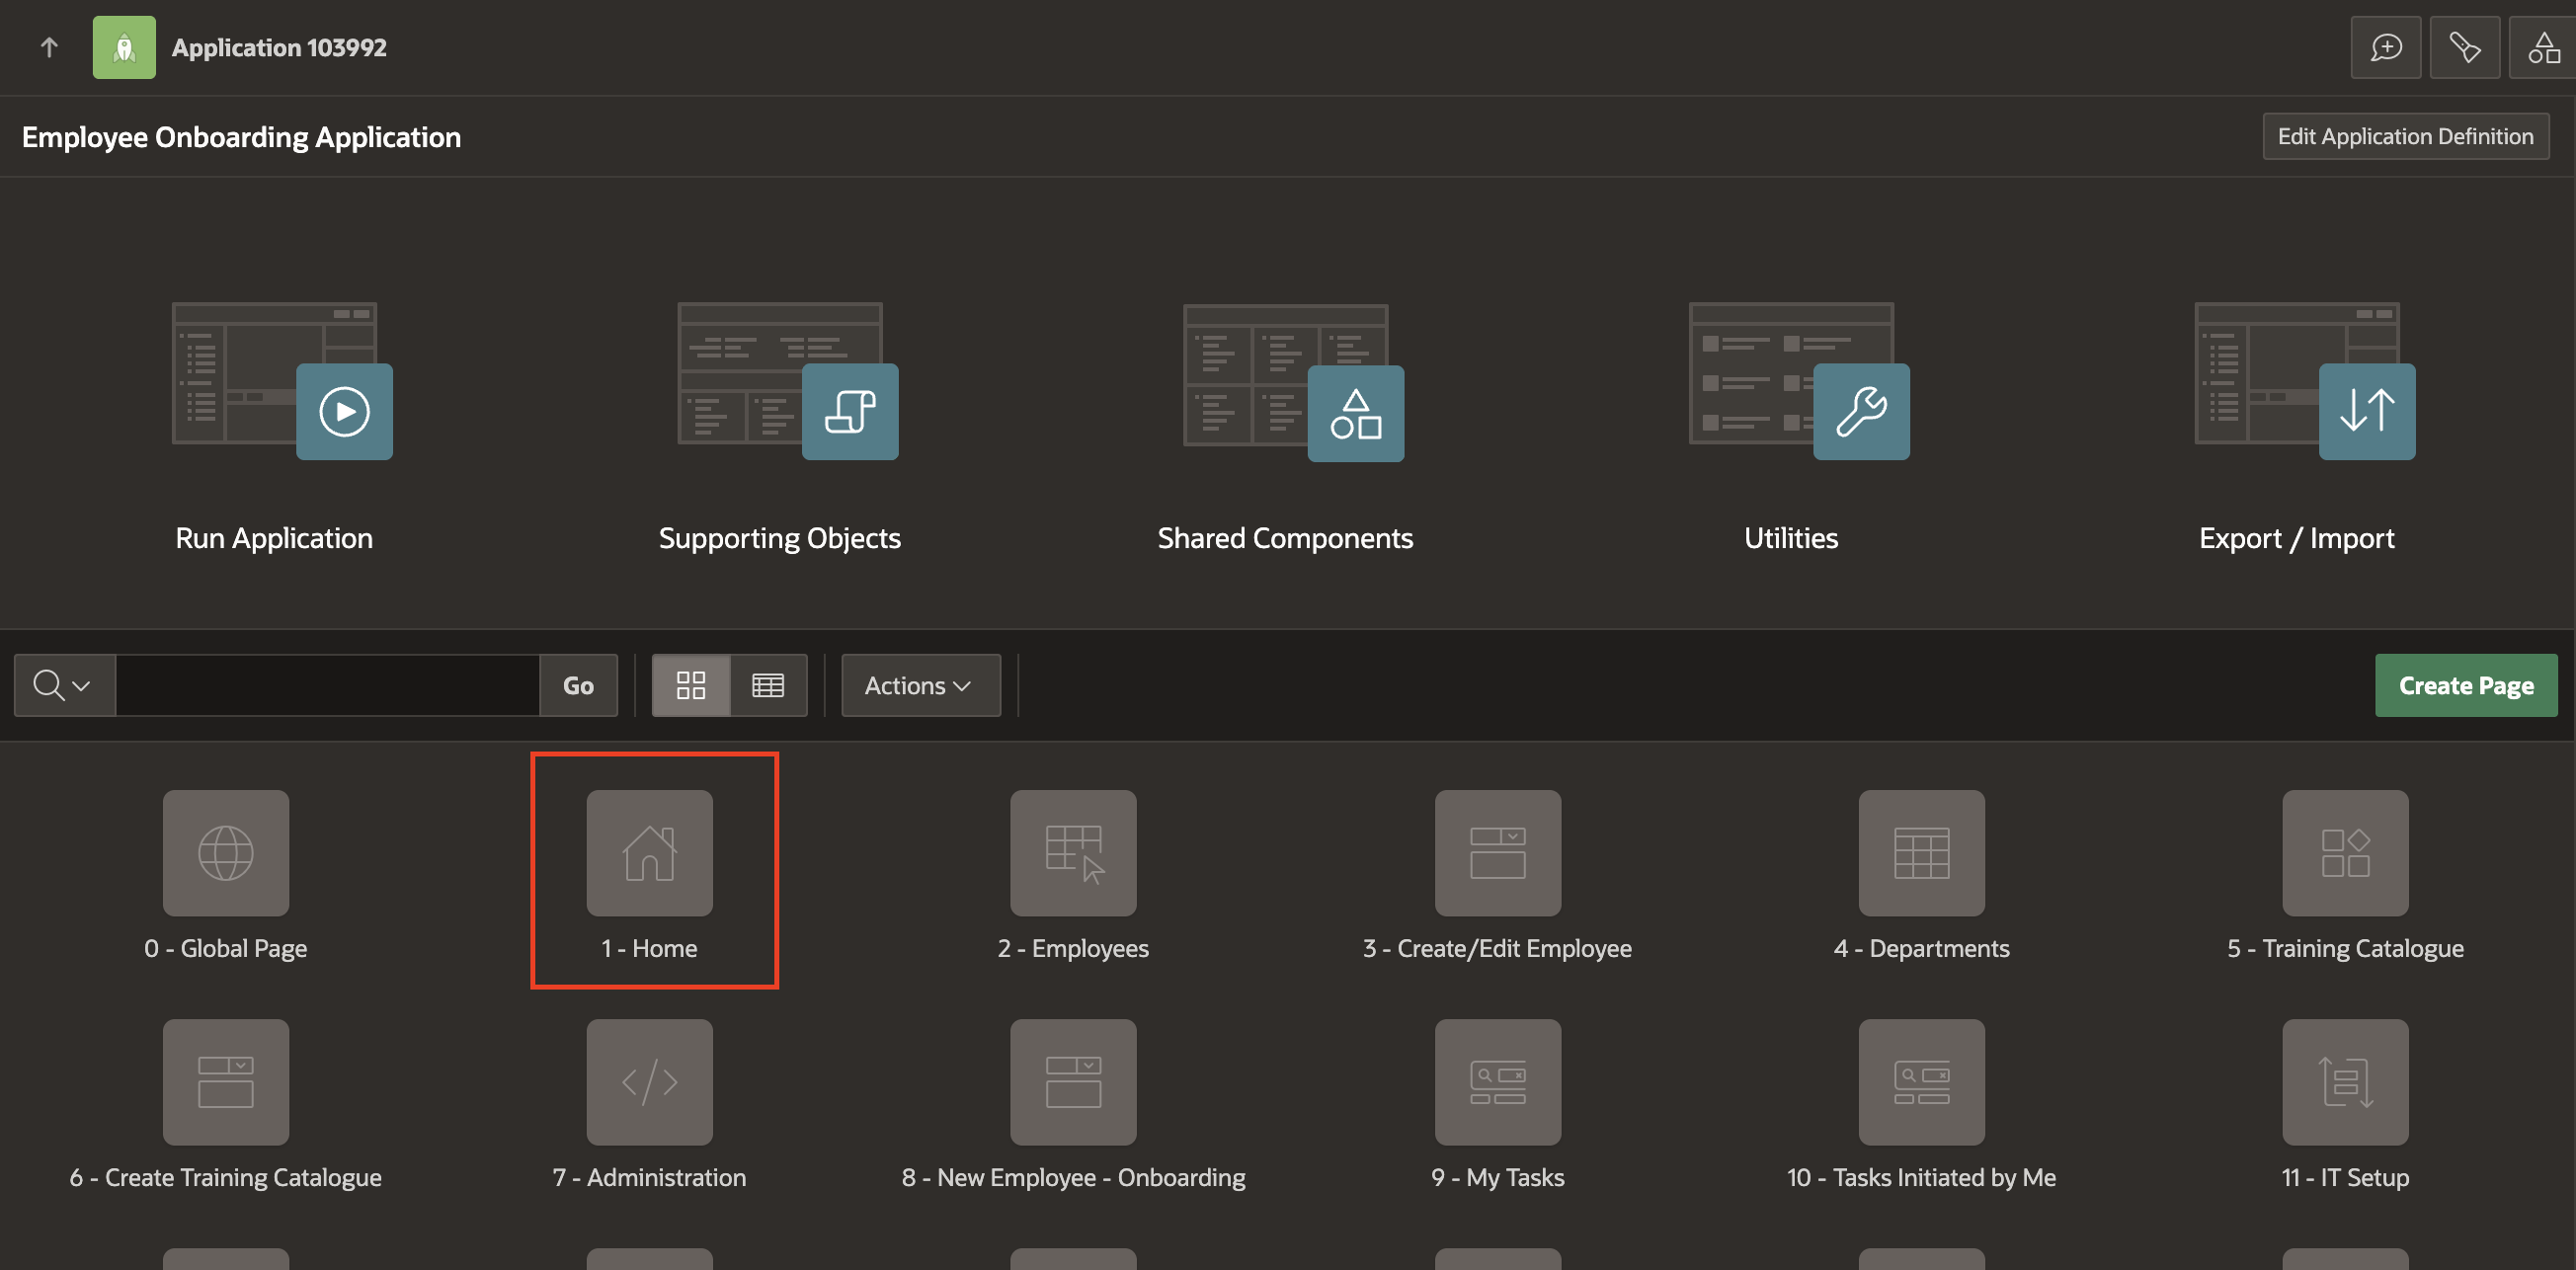 Application 103992
Employee Onboarding Application
Edit Application Definition
Run Application
Supporting Objects
Shared Components
Utilities
Export / Import
Go
Actions
Create Page
0 - Global Page
1 - Home
2 - Employees
3 - Create/Edit Employee
4 - Departments
5 - Training Catalogue
6 - Create Training Catalogue
7 - Administration
8 - New Employee - Onboarding
9 - My Tasks
10 - Tasks Initiated by Me
11 - IT Setup